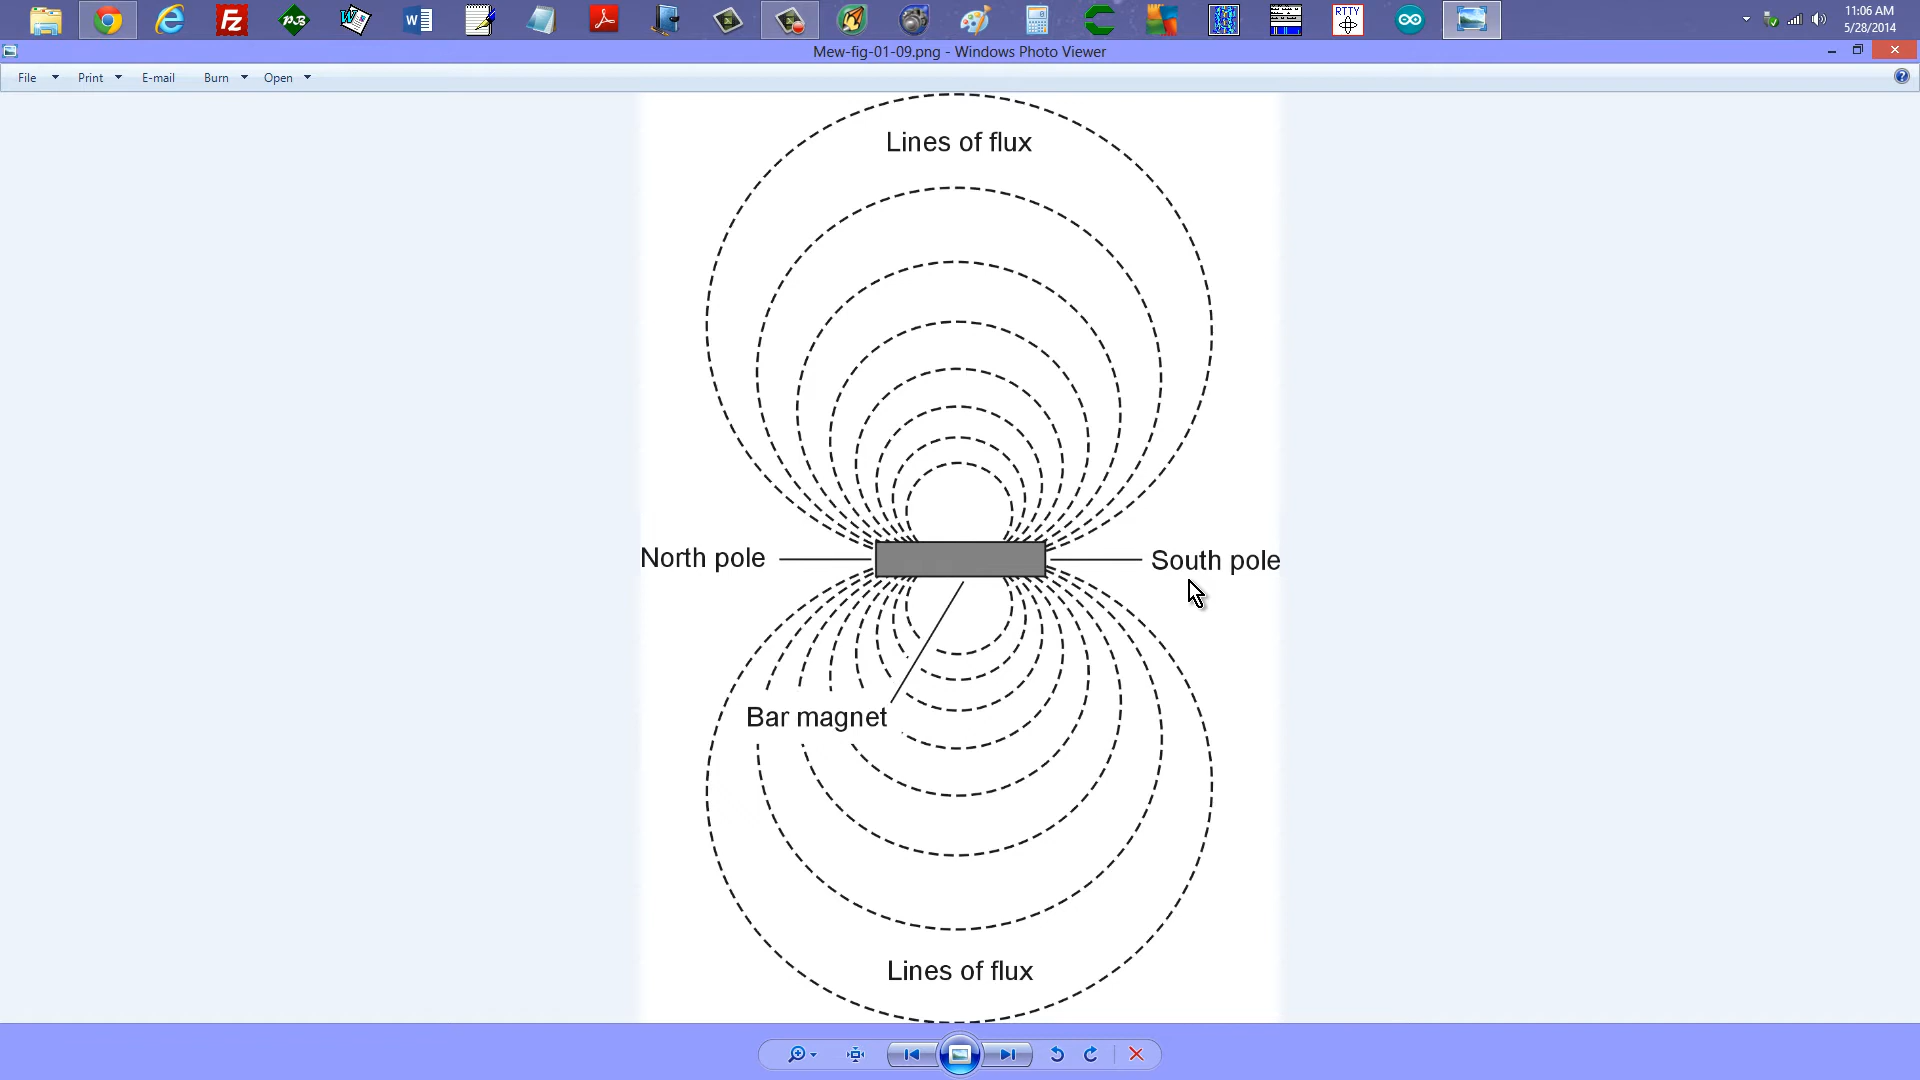 11:06 AM
5/28/2014
Mew-fig-01-09.png - Windows Photo Viewer
File Print E-mail Burn Open
Lines of flux
North pole
South pole
Bar magnet
Lines of flux
RTTY